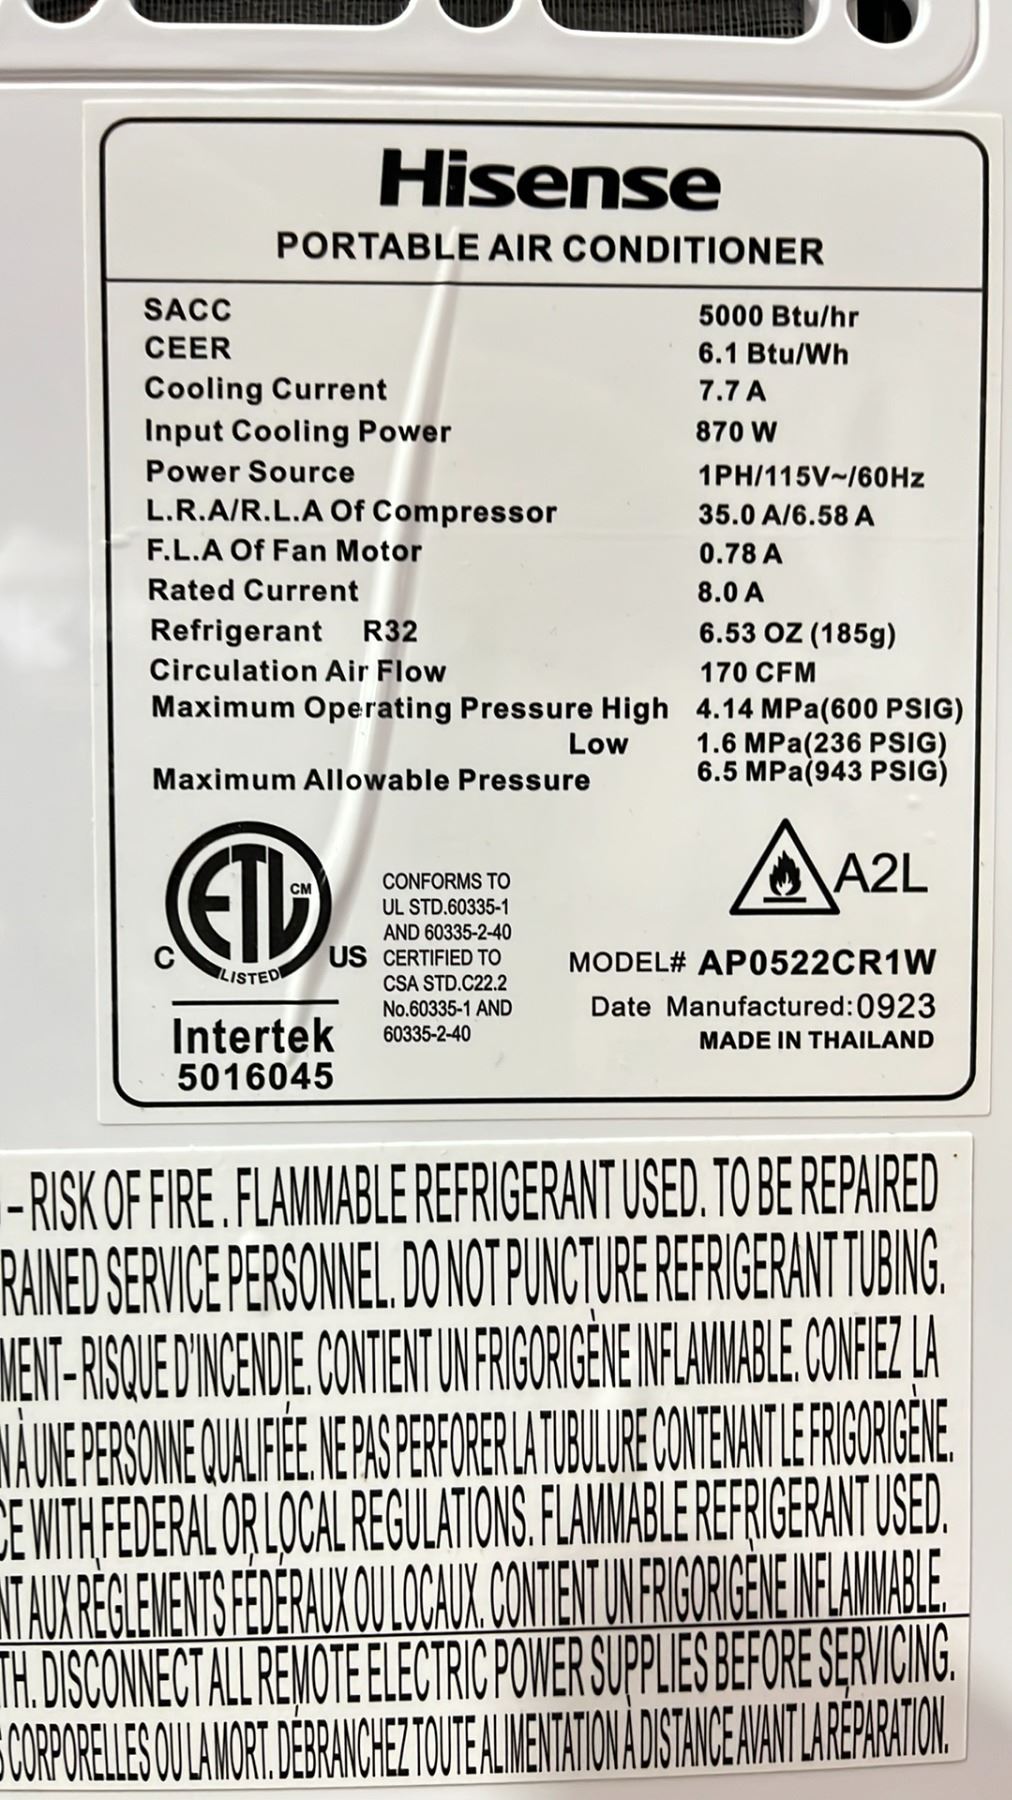 Hisense
PORTABLE AIR CONDITIONER
SACC 5000 Btu/hr
CEER 6.1 Btu/Wh
Cooling Current 7.7 A
Input Cooling Power 870 W
Power Source 1PH/115V~/60Hz
L.R.A/R.L.A Of Compressor 35.0 A/6.58 A
F.L.A Of Fan Motor 0.78 A
Rated Current 8.0 A
Refrigerant R32 6.53 OZ (185g)
Circulation Air Flow 170 CFM
Maximum Operating Pressure High 4.14 MPa(600 PSIG)
Low 1.6 MPa(236 PSIG)
Maximum Allowable Pressure 6.5 MPa(943 PSIG)
ETL CM
C US
LISTED
Intertek
5016045
CONFORMS TO
UL STD.60335-1
AND 60335-2-40
CERTIFIED TO
CSA STD.C22.2
No.60335-1 AND
60335-2-40
A2L
MODEL# AP0522CR1W
Date Manufactured:0923
MADE IN THAILAND
– RISK OF FIRE. FLAMMABLE REFRIGERANT USED. TO BE REPAIRED
RAINED SERVICE PERSONNEL. DO NOT PUNCTURE REFRIGERANT TUBING.
MENT – RISQUE D'INCENDIE. CONTIENT UN FRIGORIGÈNE INFLAMMABLE. CONFIEZ LA
N À UNE PERSONNE QUALIFIÉE. NE PAS PERFORER LA TUBULURE CONTENANT LE FRIGORIGÈNE.
CE WITH FEDERAL OR LOCAL REGULATIONS. FLAMMABLE REFRIGERANT USED.
NT AUX RÈGLEMENTS FÉDÉRAUX OU LOCAUX. CONTIENT UN FRIGORIGÈNE INFLAMMABLE.
TH. DISCONNECT ALL REMOTE ELECTRIC POWER SUPPLIES BEFORE SERVICING.
S CORPORELLES OU LA MORT. DÉBRANCHEZ TOUTE ALIMENTATION À DISTANCE AVANT LA RÉPARATION.